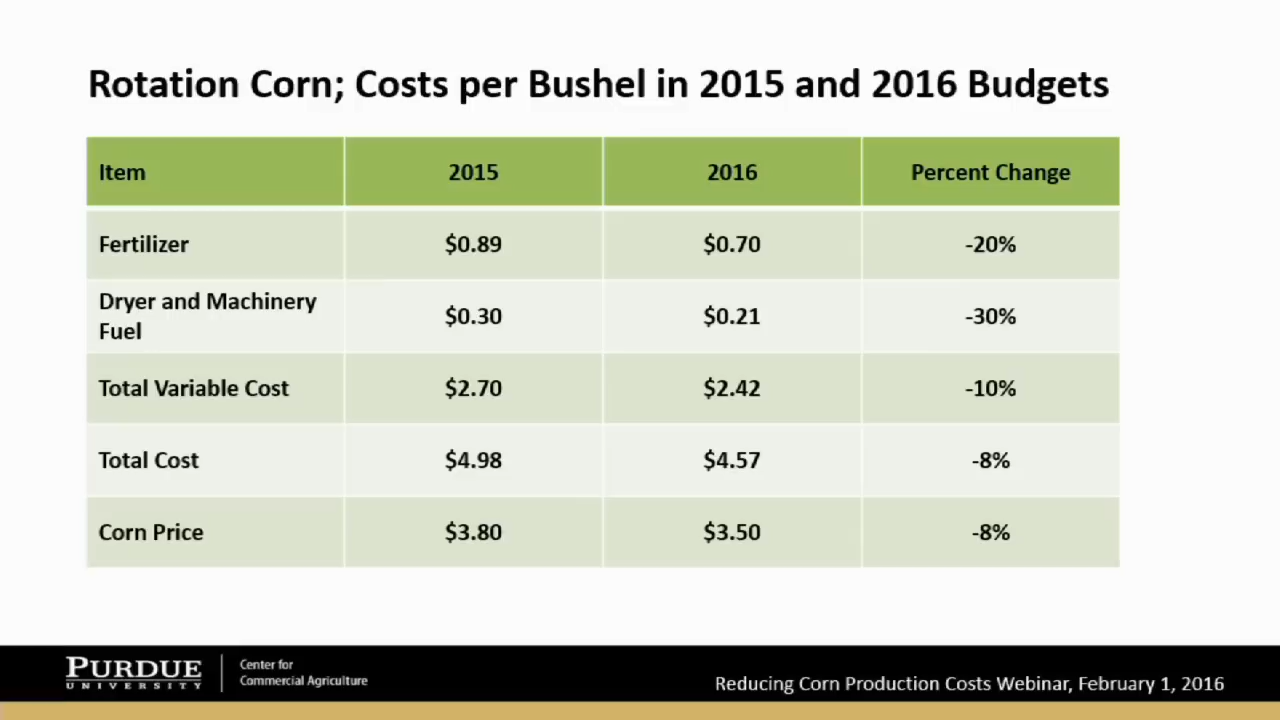 Rotation Corn; Costs per Bushel in 2015 and 2016 Budgets
Item 2015 2016 Percent Change
Fertilizer $0.89 $0.70 -20%
Dryer and Machinery
Fuel $0.30 $0.21 -30%
Total Variable Cost $2.70 $2.42 -10%
Total Cost $4.98 $4.57 -8%
Corn Price $3.80 $3.50 -8%
PURDUE
UNIVERSITY
Center for
Commercial Agriculture
Reducing Corn Production Costs Webinar, February 1, 2016